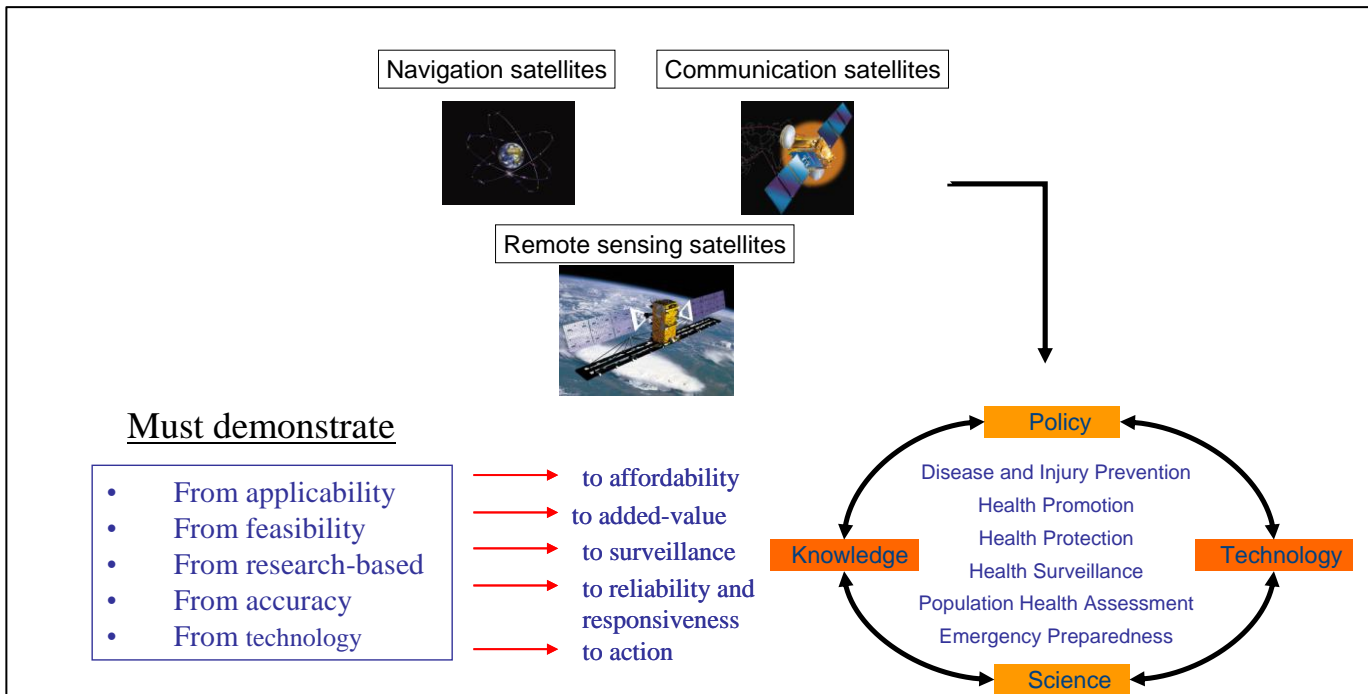 Navigation satellites
Communication satellites
Remote sensing satellites
Must demonstrate
• From applicability
• From feasibility
• From research-based
• From accuracy
• From technology
to affordability
to added-value
to surveillance
to reliability and
responsiveness
to action
Policy
Disease and Injury Prevention
Health Promotion
Health Protection
Knowledge
Technology
Health Surveillance
Population Health Assessment
Emergency Preparedness
Science